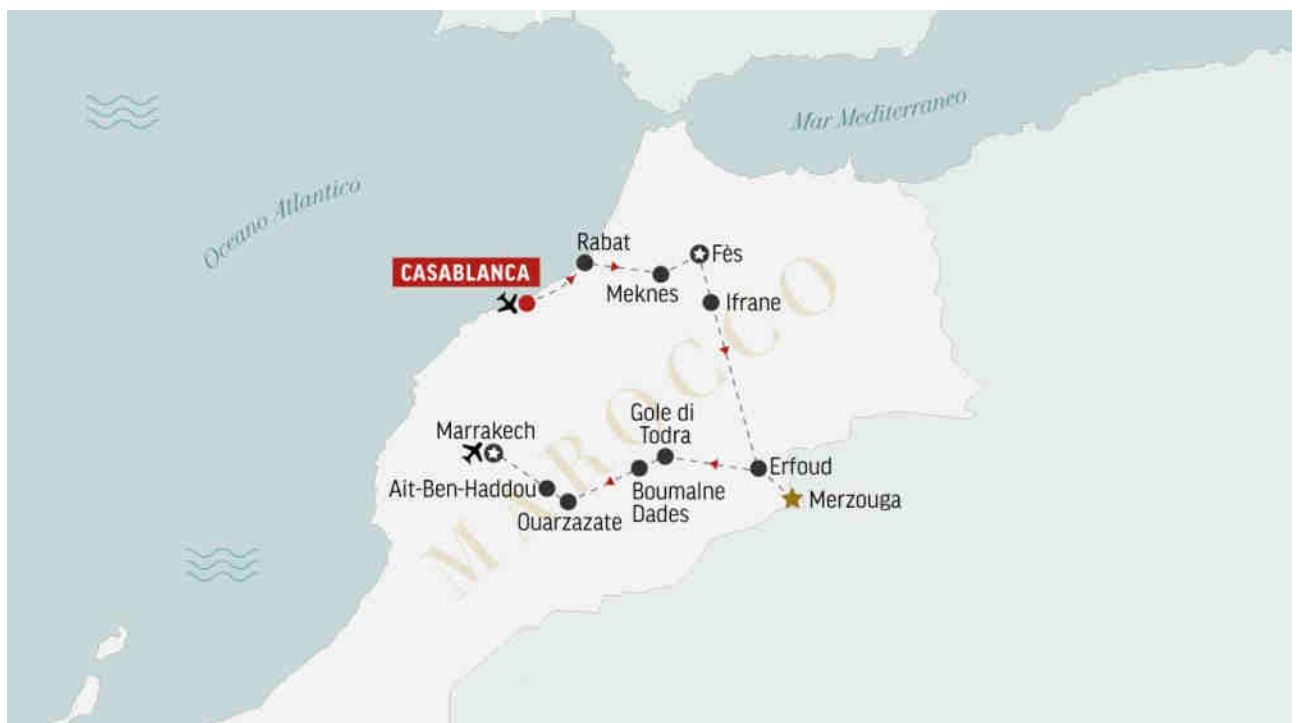 Mar Mediterraneo
Oceano Atlantico
Rabat
Fès
CASABLANCA
Meknes
Ifrane
MAROCCO
Gole di
Todra
Marrakech
Erfoud
Ait-Ben-Haddou
Boumalne
Dades
Merzouga
Ouarzazate